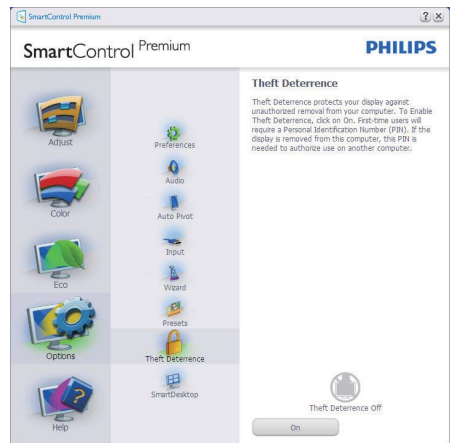 SmartControl Premium
SmartControl Premium
PHILIPS
Adjust
Color
Eco
Options
Help
Preferences
Audio
Auto Pivot
Input
Wizard
Presets
Theft Deterrence
SmartDesktop
Theft Deterrence
Theft Deterrence protects your display against
unauthorized removal from your computer. To Enable
Theft Deterrence, click on On. First-time users will
require a Personal Identification Number (PIN). If the
display is removed from this computer, this PIN is
needed to authorize use on another computer.
Theft Deterrence Off
On